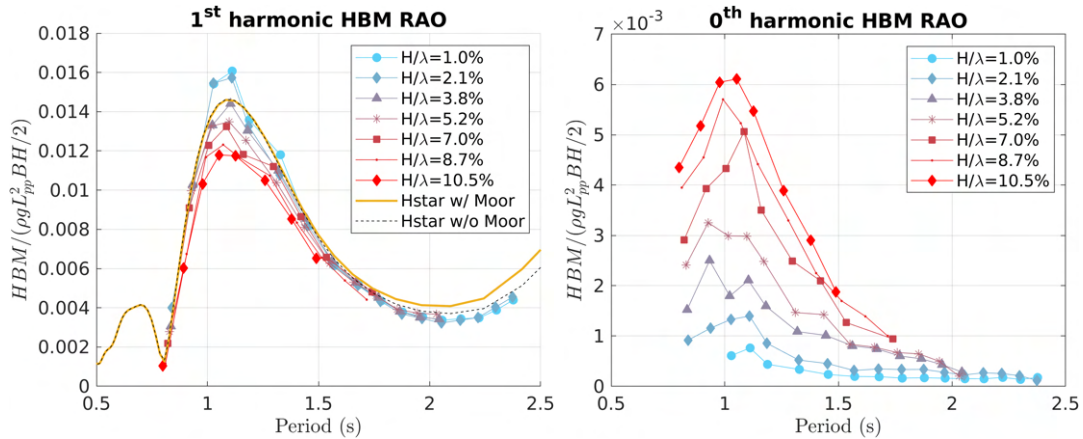 1st harmonic HBM RAO
HBM/(ρgL²ppBH/2)
0.018
0.016
0.014
0.012
0.01
0.008
0.006
0.004
0.002
0
0.5
1
1.5
2
2.5
Period (s)
H/λ=1.0%
H/λ=2.1%
H/λ=3.8%
H/λ=5.2%
H/λ=7.0%
H/λ=8.7%
H/λ=10.5%
Hstar w/ Moor
Hstar w/o Moor
0th harmonic HBM RAO
×10⁻³
HBM/(ρgL²ppBH/2)
7
6
5
4
3
2
1
0
0.5
1
1.5
2
2.5
Period (s)
H/λ=1.0%
H/λ=2.1%
H/λ=3.8%
H/λ=5.2%
H/λ=7.0%
H/λ=8.7%
H/λ=10.5%